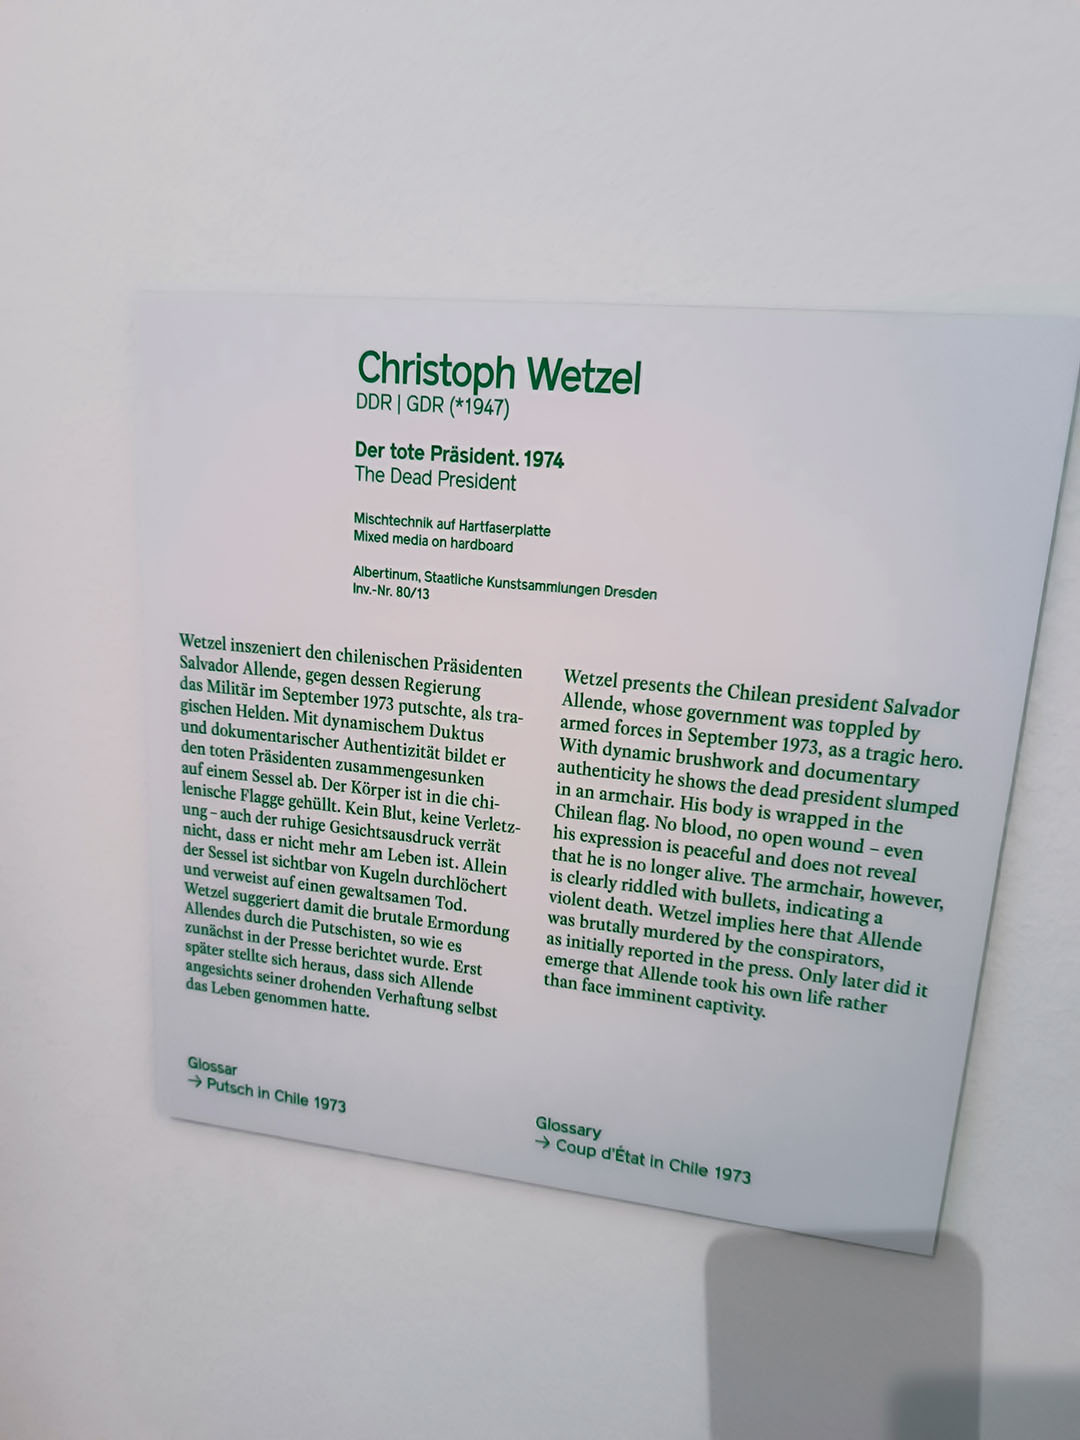 Christoph Wetzel
DDR | GDR (*1947)
Der tote Präsident. 1974
The Dead President
Mischtechnik auf Hartfaserplatte
Mixed media on hardboard
Albertinum, Staatliche Kunstsammlungen Dresden
Inv.-Nr. 80/13
Wetzel inszeniert den chilenischen Präsidenten
Salvador Allende, gegen dessen Regierung
das Militär im September 1973 putschte, als tra-
gischen Helden. Mit dynamischem Duktus
und dokumentarischer Authentizität bildet er
den toten Präsidenten zusammengesunken
auf einem Sessel ab. Der Körper ist in die chi-
lenische Flagge gehüllt. Kein Blut, keine Verletz-
ung – auch der ruhige Gesichtsausdruck verrät
nicht, dass er nicht mehr am Leben ist. Allein
der Sessel ist sichtbar von Kugeln durchlöchert
und verweist auf einen gewaltsamen Tod.
Wetzel suggeriert damit die brutale Ermordung
Allendes durch die Putschisten, so wie es
zunächst in der Presse berichtet wurde. Erst
später stellte sich heraus, dass sich Allende
angesichts seiner drohenden Verhaftung selbst
das Leben genommen hatte.
Glossar
→ Putsch in Chile 1973
Wetzel presents the Chilean president Salvador
Allende, whose government was toppled by
armed forces in September 1973, as a tragic hero.
With dynamic brushwork and documentary
authenticity he shows the dead president slumped
in an armchair. His body is wrapped in the
Chilean flag. No blood, no open wound – even
his expression is peaceful and does not reveal
that he is no longer alive. The armchair, however,
is clearly riddled with bullets, indicating a
violent death. Wetzel implies here that Allende
was brutally murdered by the conspirators,
as initially reported in the press. Only later did it
emerge that Allende took his own life rather
than face imminent captivity.
Glossary
→ Coup d'État in Chile 1973